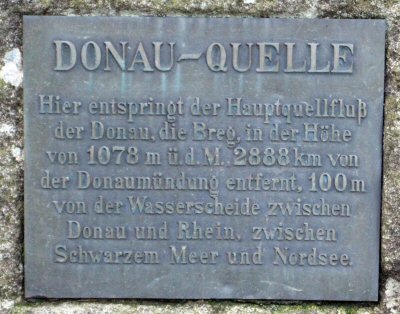 DONAU-QUELLE
Hier entspringt der Hauptquellfluß
der Donau, die Breg, in der Höhe
von 1078 m ü.d.M. 2888 km von
der Donaumündung entfernt, 100 m
von der Wasserscheide zwischen
Donau und Rhein, zwischen
Schwarzem Meer und Nordsee.